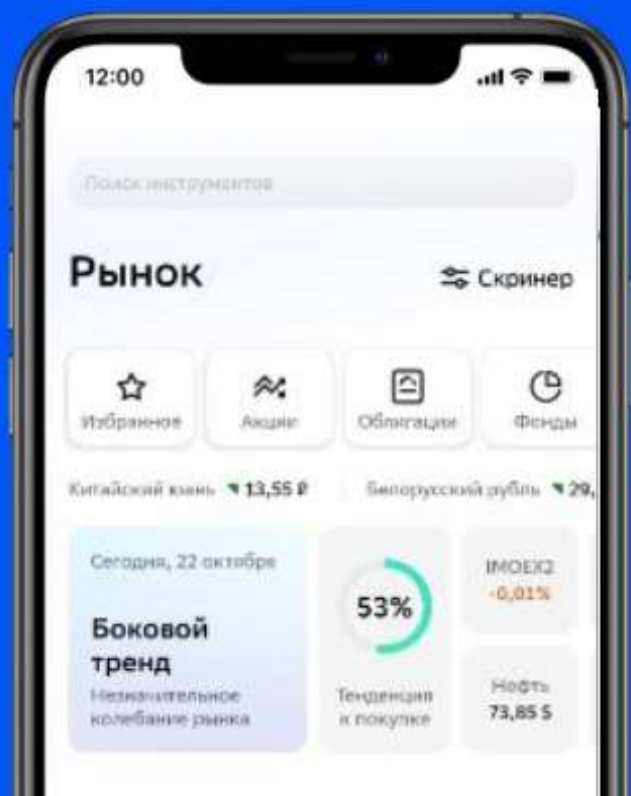 12:00
Поиск инструментов
Рынок
Скринер
Избранное
Акции
Облигации
Фонды
Китайский юань 13,55 ₽
Белорусский рубль 29,
Сегодня, 22 октября
Боковой
тренд
Незначительное
колебание рынка
53%
Тенденция
к покупке
IMOEX2
-0,01%
Нефть
73,85 $